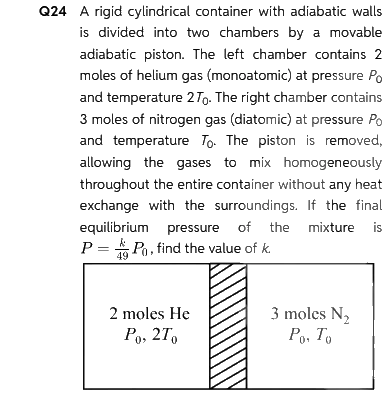 Q24 A rigid cylindrical container with adiabatic walls
is divided into two chambers by a movable
adiabatic piston. The left chamber contains 2
moles of helium gas (monoatomic) at pressure P₀
and temperature 2T₀. The right chamber contains
3 moles of nitrogen gas (diatomic) at pressure P₀
and temperature T₀. The piston is removed,
allowing the gases to mix homogeneously
throughout the entire container without any heat
exchange with the surroundings. If the final
equilibrium pressure of the mixture is
P = k/49 P₀, find the value of k.
2 moles He
P₀, 2T₀
3 moles N₂
P₀, T₀